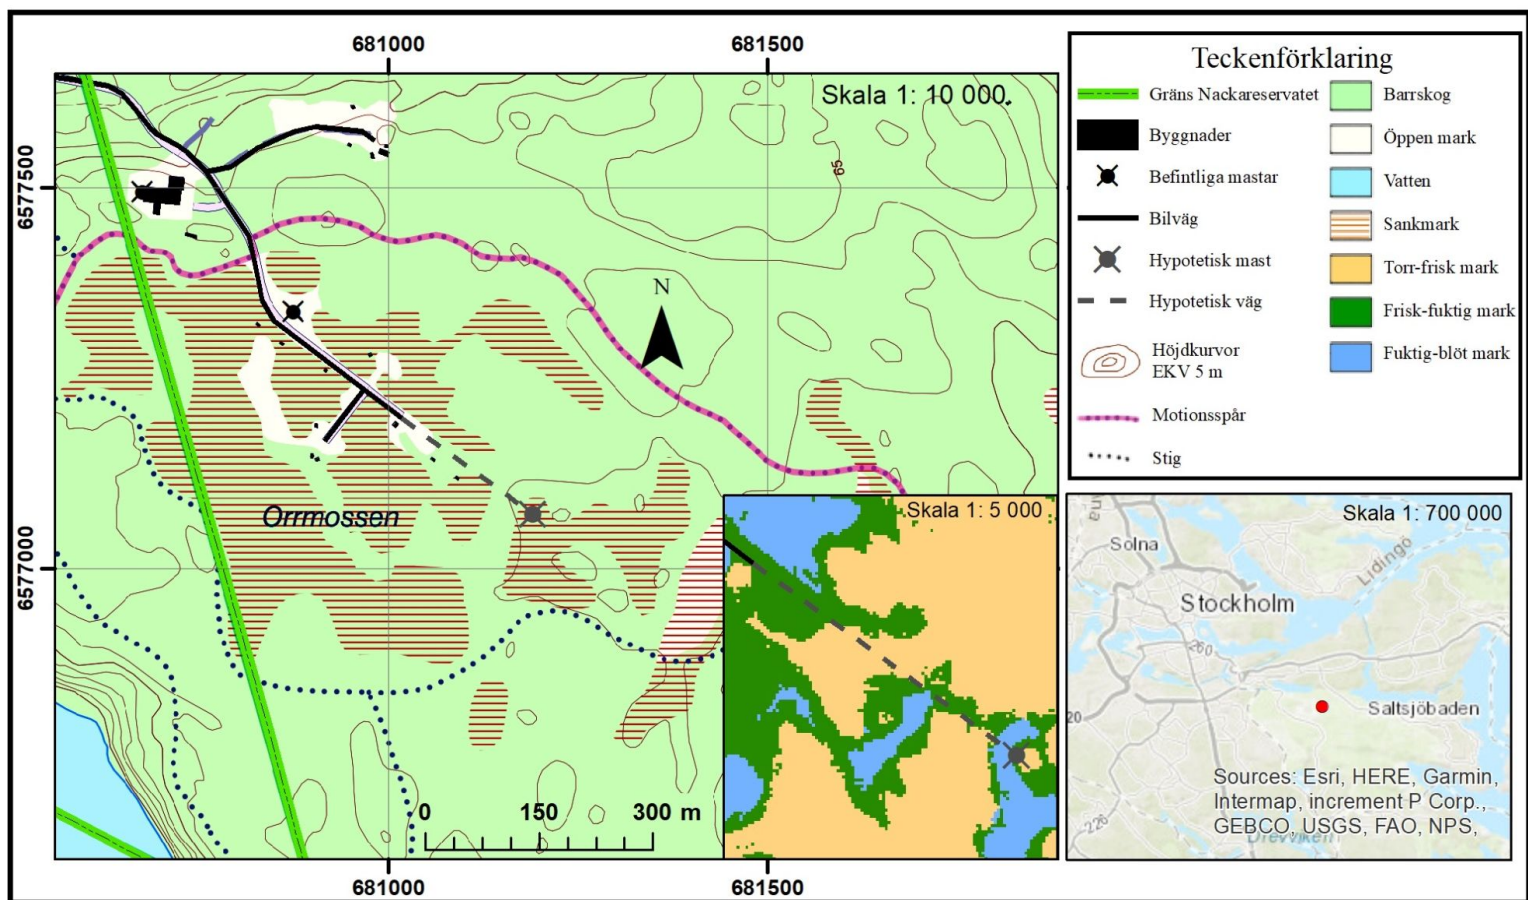 681000
681500
Skala 1: 10 000
6577500
65
N
Orrmossen
6577000
0 150 300 m
681000
681500
Skala 1: 5 000
Teckenförklaring
Gräns Nackareservatet
Byggnader
Befintliga mastar
Bilväg
Hypotetisk mast
Hypotetisk väg
Höjdkurvor
EKV 5 m
Motionsspår
Stig
Barrskog
Öppen mark
Vatten
Sankmark
Torr-frisk mark
Frisk-fuktig mark
Fuktig-blöt mark
Skala 1: 700 000
na
Solna
Lidingö
Stockholm
260
Saltsjöbaden
20
226
Drevviken
Sources: Esri, HERE, Garmin,
Intermap, increment P Corp.,
GEBCO, USGS, FAO, NPS,